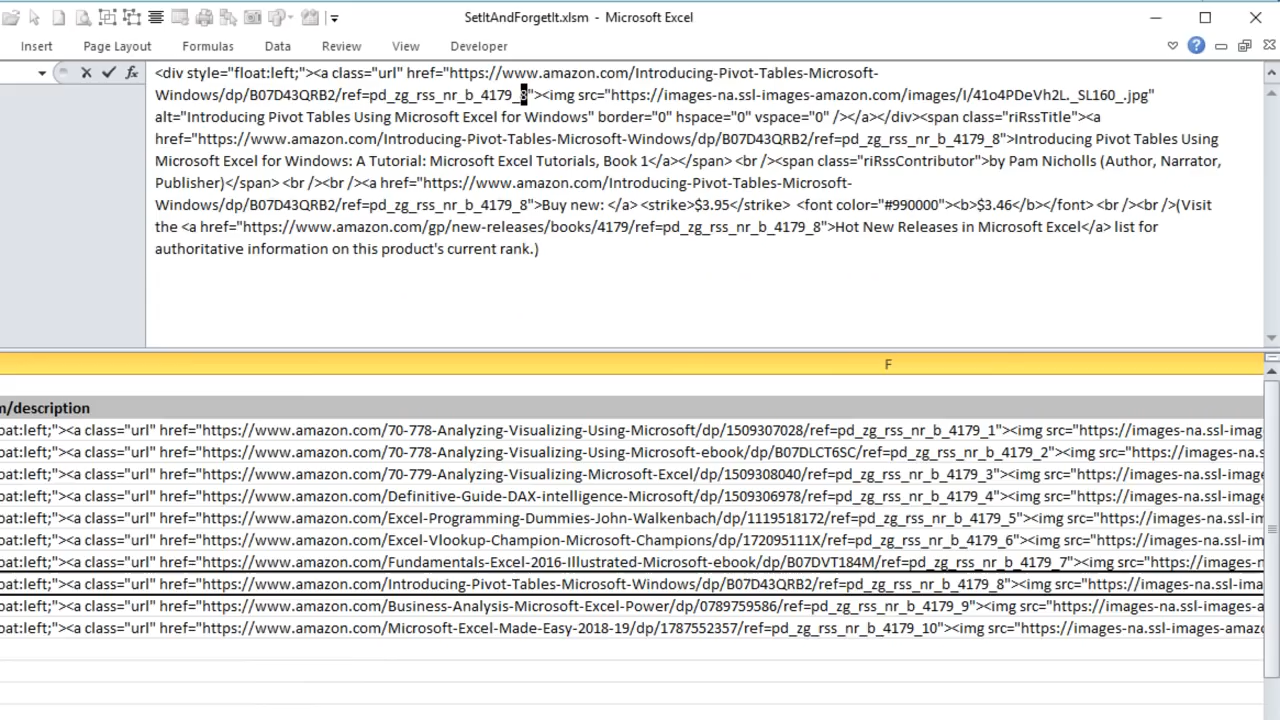 SetItAndForgetIt.xlsm - Microsoft Excel
Insert Page Layout Formulas Data Review View Developer
<div style="float:left;"><a class="url" href="https://www.amazon.com/Introducing-Pivot-Tables-Microsoft-
Windows/dp/B07D43QRB2/ref=pd_zg_rss_nr_b_4179_8"><img src="https://images-na.ssl-images-amazon.com/images/I/41o4PDeVh2L._SL160_.jpg"
alt="Introducing Pivot Tables Using Microsoft Excel for Windows" border="0" hspace="0" vspace="0" /></a></div><span class="riRssTitle"><a
href="https://www.amazon.com/Introducing-Pivot-Tables-Microsoft-Windows/dp/B07D43QRB2/ref=pd_zg_rss_nr_b_4179_8">Introducing Pivot Tables Using
Microsoft Excel for Windows: A Tutorial: Microsoft Excel Tutorials, Book 1</a></span> <br /><span class="riRssContributor">by Pam Nicholls (Author, Narrator,
Publisher)</span> <br /><br /><a href="https://www.amazon.com/Introducing-Pivot-Tables-Microsoft-
Windows/dp/B07D43QRB2/ref=pd_zg_rss_nr_b_4179_8">Buy new: </a> <strike>$3.95</strike> <font color="#990000"><b>$3.46</b></font> <br /><br />(Visit
the <a href="https://www.amazon.com/gp/new-releases/books/4179/ref=pd_zg_rss_nr_b_4179_8">Hot New Releases in Microsoft Excel</a> list for
authoritative information on this product's current rank.)
F
m/description
oat:left;"><a class="url" href="https://www.amazon.com/70-778-Analyzing-Visualizing-Using-Microsoft/dp/1509307028/ref=pd_zg_rss_nr_b_4179_1"><img src="https://images-na.ssl-imag
oat:left;"><a class="url" href="https://www.amazon.com/70-778-Analyzing-Visualizing-Using-Microsoft-ebook/dp/B07DLCT6SC/ref=pd_zg_rss_nr_b_4179_2"><img src="https://images-na.s
oat:left;"><a class="url" href="https://www.amazon.com/70-779-Analyzing-Visualizing-Microsoft-Excel/dp/1509308040/ref=pd_zg_rss_nr_b_4179_3"><img src="https://images-na.ssl-imag
oat:left;"><a class="url" href="https://www.amazon.com/Definitive-Guide-DAX-intelligence-Microsoft/dp/1509306978/ref=pd_zg_rss_nr_b_4179_4"><img src="https://images-na.ssl-imag
oat:left;"><a class="url" href="https://www.amazon.com/Excel-Programming-Dummies-John-Walkenbach/dp/1119518172/ref=pd_zg_rss_nr_b_4179_5"><img src="https://images-na.ssl-ima
oat:left;"><a class="url" href="https://www.amazon.com/Excel-Vlookup-Champion-Microsoft-Champions/dp/172095111X/ref=pd_zg_rss_nr_b_4179_6"><img src="https://images-na.ssl-im
oat:left;"><a class="url" href="https://www.amazon.com/Fundamentals-Excel-2016-Illustrated-Microsoft-ebook/dp/B07DVT184M/ref=pd_zg_rss_nr_b_4179_7"><img src="https://images-n
oat:left;"><a class="url" href="https://www.amazon.com/Introducing-Pivot-Tables-Microsoft-Windows/dp/B07D43QRB2/ref=pd_zg_rss_nr_b_4179_8"><img src="https://images-na.ssl-ima
oat:left;"><a class="url" href="https://www.amazon.com/Business-Analysis-Microsoft-Excel-Power/dp/0789759586/ref=pd_zg_rss_nr_b_4179_9"><img src="https://images-na.ssl-images-a
oat:left;"><a class="url" href="https://www.amazon.com/Microsoft-Excel-Made-Easy-2018-19/dp/1787552357/ref=pd_zg_rss_nr_b_4179_10"><img src="https://images-na.ssl-images-amazo